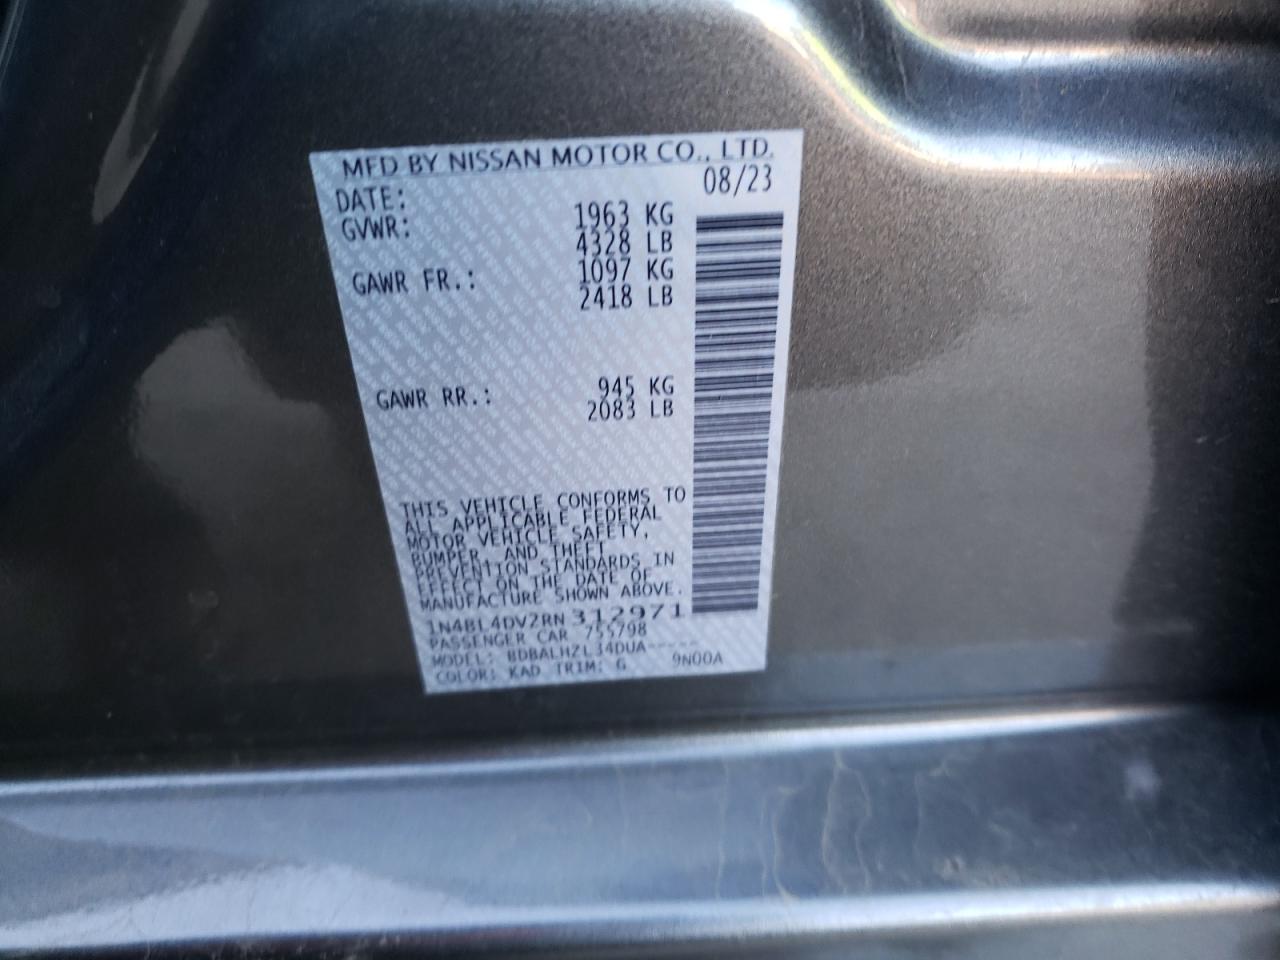 MFD BY NISSAN MOTOR CO., LTD.
DATE: 08/23
GVWR: 1963 KG
4328 LB
GAWR FR.: 1097 KG
2418 LB
GAWR RR.: 945 KG
2083 LB
THIS VEHICLE CONFORMS TO
ALL APPLICABLE FEDERAL
MOTOR VEHICLE SAFETY,
BUMPER, AND THEFT
PREVENTION STANDARDS IN
EFFECT ON THE DATE OF
MANUFACTURE SHOWN ABOVE.
1N4BL4DV2RN312971
PASSENGER CAR 755798
MODEL: BDBALHZL34DUA-----
COLOR: KAD TRIM: G 9N00A